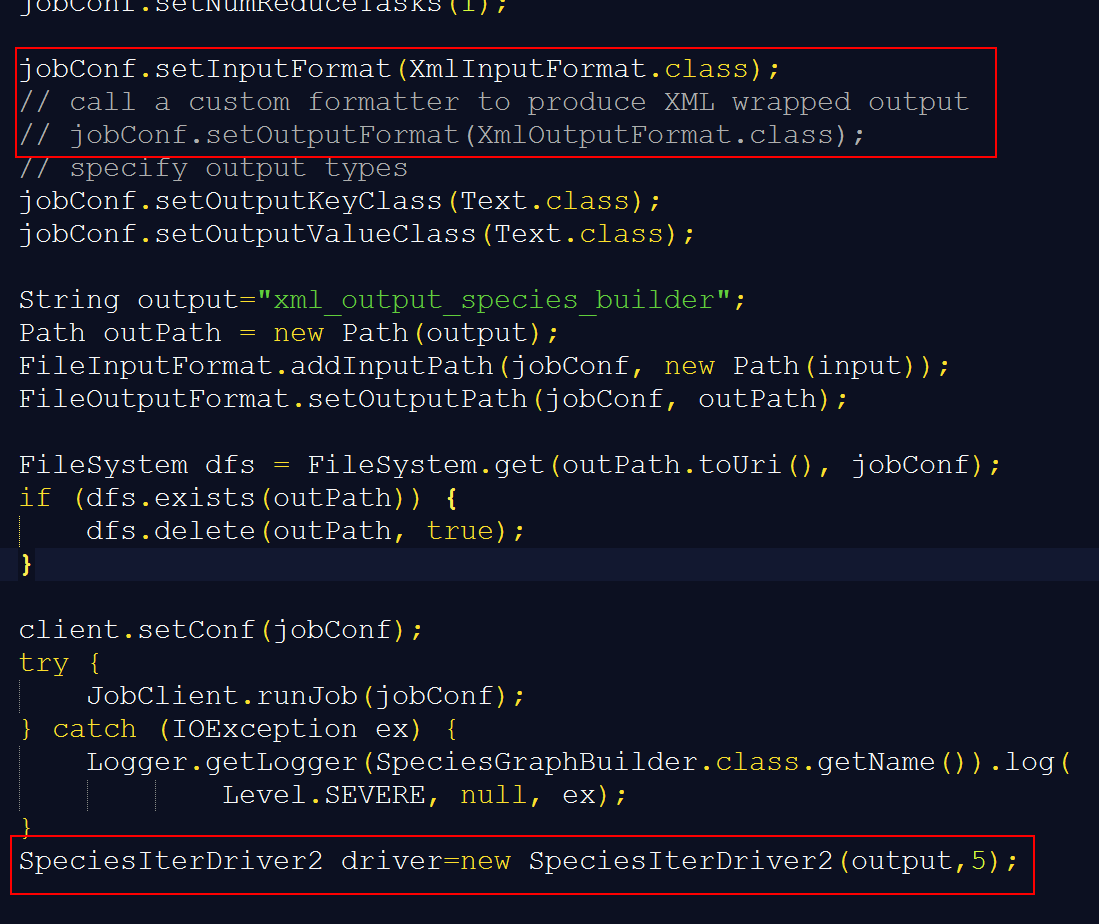 jobConf.setNumReduceTasks(1);
jobConf.setInputFormat(XmlInputFormat.class);
// call a custom formatter to produce XML wrapped output
// jobConf.setOutputFormat(XmlOutputFormat.class);
// specify output types
jobConf.setOutputKeyClass(Text.class);
jobConf.setOutputValueClass(Text.class);
String output="xml_output_species_builder";
Path outPath = new Path(output);
FileInputFormat.addInputPath(jobConf, new Path(input));
FileOutputFormat.setOutputPath(jobConf, outPath);
FileSystem dfs = FileSystem.get(outPath.toUri(), jobConf);
if (dfs.exists(outPath)) {
dfs.delete(outPath, true);
}
client.setConf(jobConf);
try {
JobClient.runJob(jobConf);
} catch (IOException ex) {
Logger.getLogger(SpeciesGraphBuilder.class.getName()).log(
Level.SEVERE, null, ex);
}
SpeciesIterDriver2 driver=new SpeciesIterDriver2(output,5);